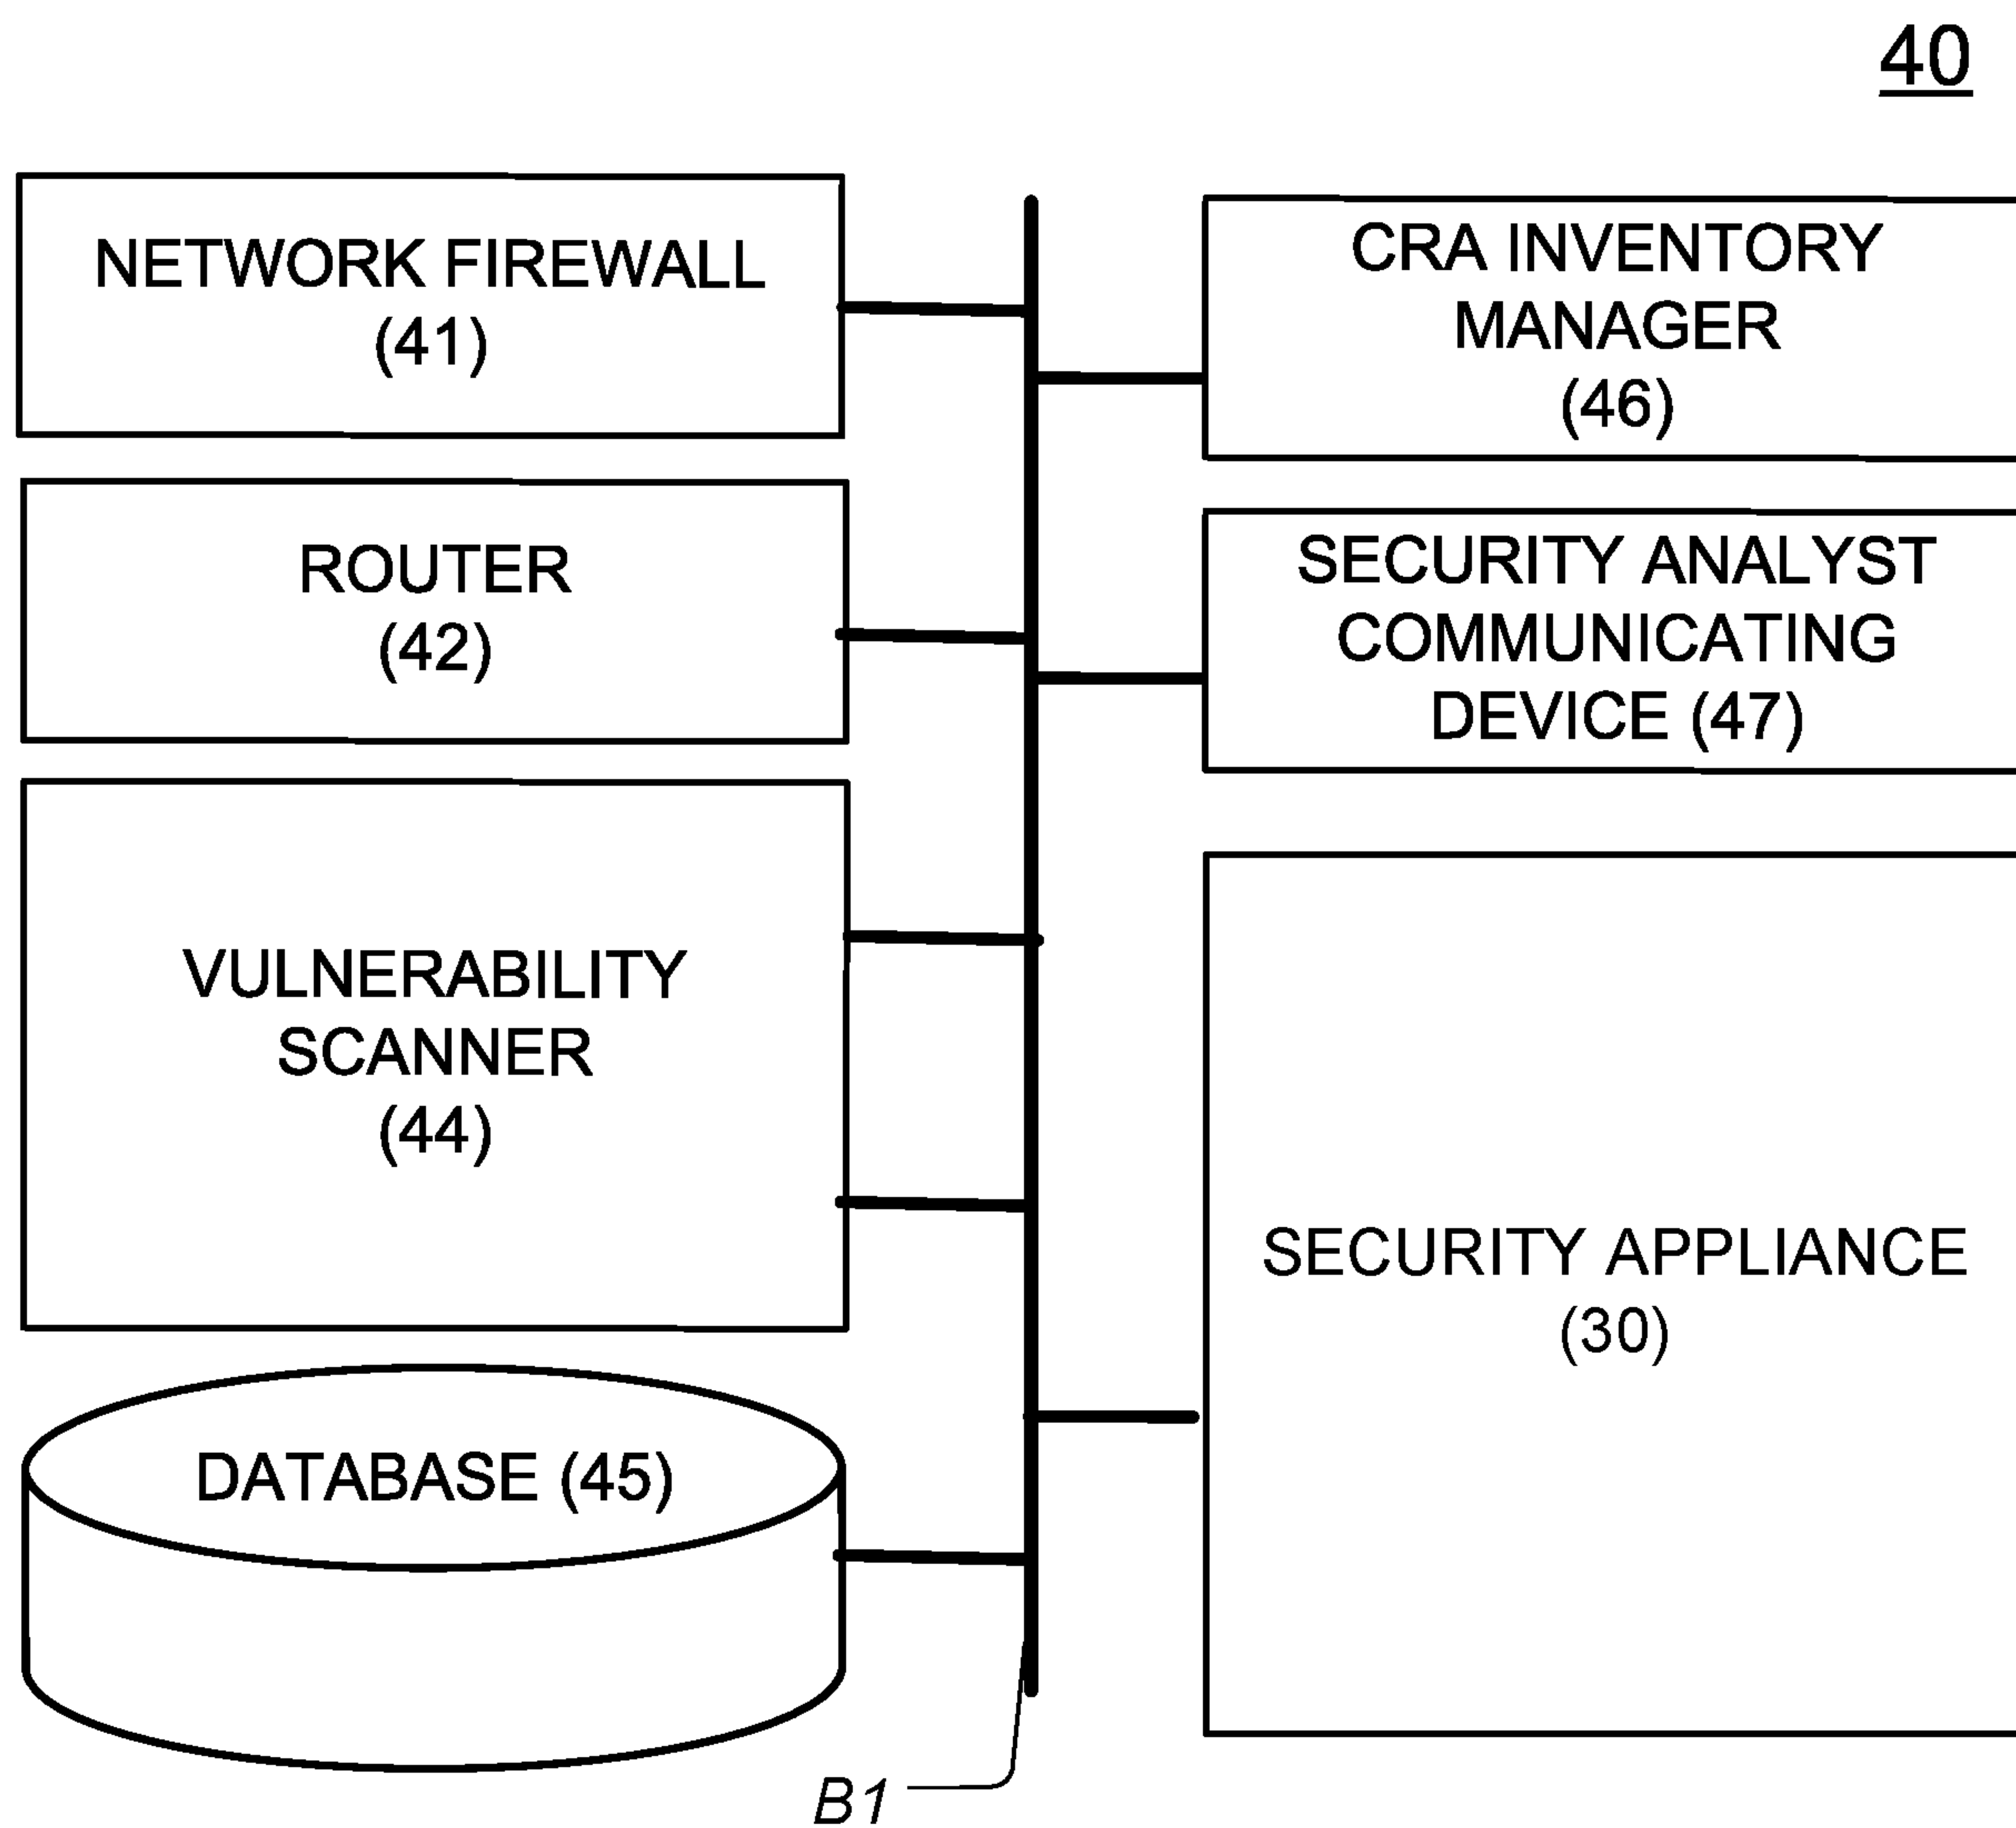 40
NETWORK FIREWALL
(41)
ROUTER
(42)
VULNERABILITY
SCANNER
(44)
DATABASE (45)
CRA INVENTORY
MANAGER
(46)
SECURITY ANALYST
COMMUNICATING
DEVICE (47)
SECURITY APPLIANCE
(30)
B1